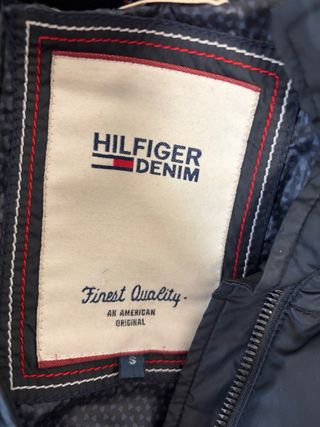 HILFIGER
DENIM
Finest Quality.
AN AMERICAN
ORIGINAL
S